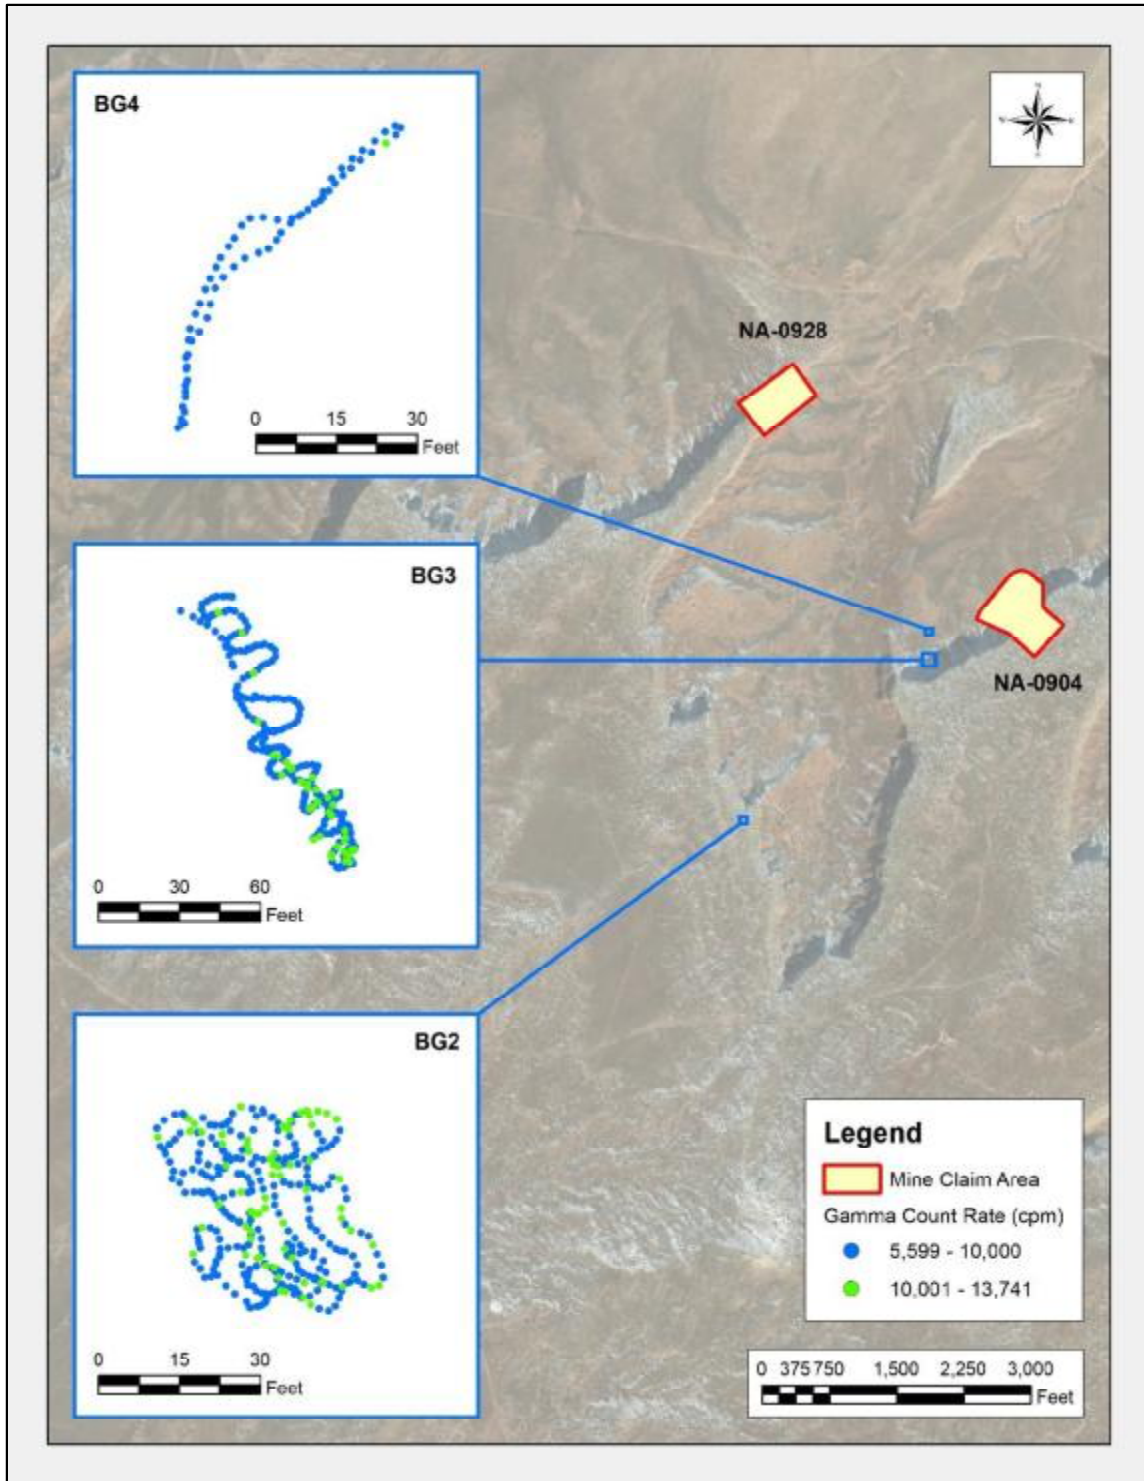 BG4
0 15 30
Feet
NA-0928
BG3
0 30 60
Feet
NA-0904
BG2
0 15 30
Feet
Legend
Mine Claim Area
Gamma Count Rate (cpm)
5,599 - 10,000
10,001 - 13,741
0 375 750 1,500 2,250 3,000
Feet